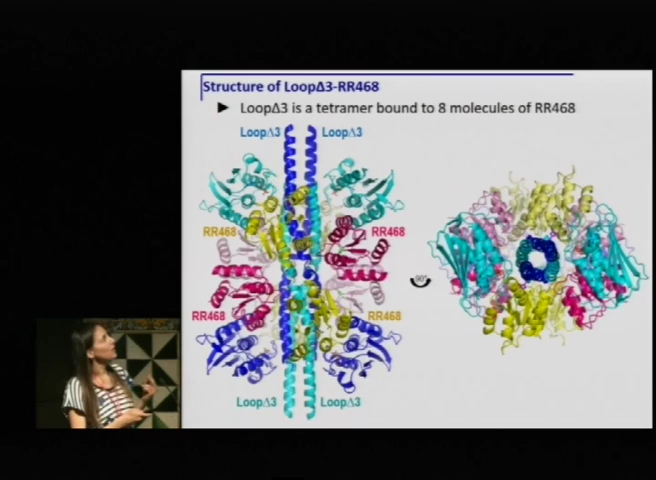 Structure of LoopΔ3-RR468
► LoopΔ3 is a tetramer bound to 8 molecules of RR468
LoopΔ3 LoopΔ3
RR468 RR468
90°
RR468 RR468
LoopΔ3 LoopΔ3